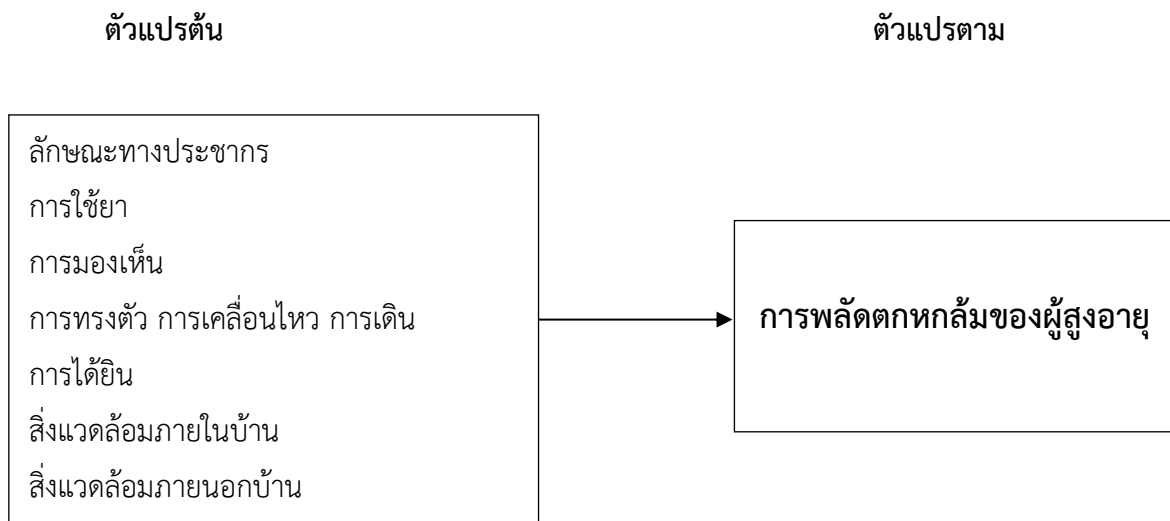 ตัวแปรต้น
ตัวแปรตาม
ลักษณะทางประชากร
การใช้ยา
การมองเห็น
การทรงตัว การเคลื่อนไหว การเดิน
การได้ยิน
สิ่งแวดล้อมภายในบ้าน
สิ่งแวดล้อมภายนอกบ้าน
การพลัดตกหกล้มของผู้สูงอายุ